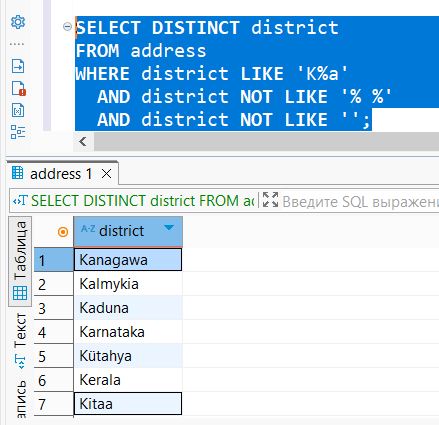 SELECT DISTINCT district
FROM address
WHERE district LIKE 'K%a'
AND district NOT LIKE '% %'
AND district NOT LIKE '';
address 1
SELECT DISTINCT district FROM ad
Введите SQL выражени
Таблица
Текст
апись
A-Z district
1 Kanagawa
2 Kalmykia
3 Kaduna
4 Karnataka
5 Kütahya
6 Kerala
7 Kitaa